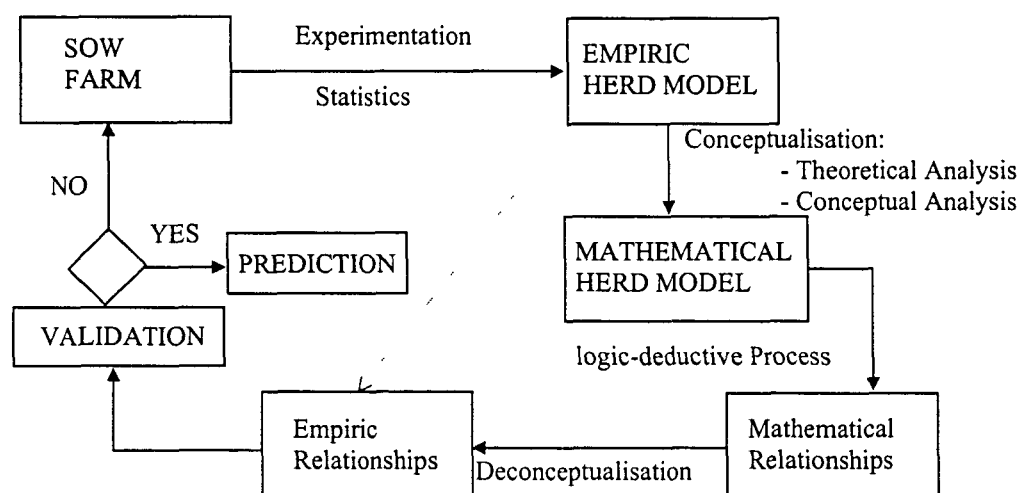 SOW
FARM
Experimentation
Statistics
EMPIRIC
HERD MODEL
Conceptualisation:
- Theoretical Analysis
- Conceptual Analysis
NO
YES
PREDICTION
MATHEMATICAL
HERD MODEL
VALIDATION
logic-deductive Process
Empiric
Relationships
Deconceptualisation
Mathematical
Relationships